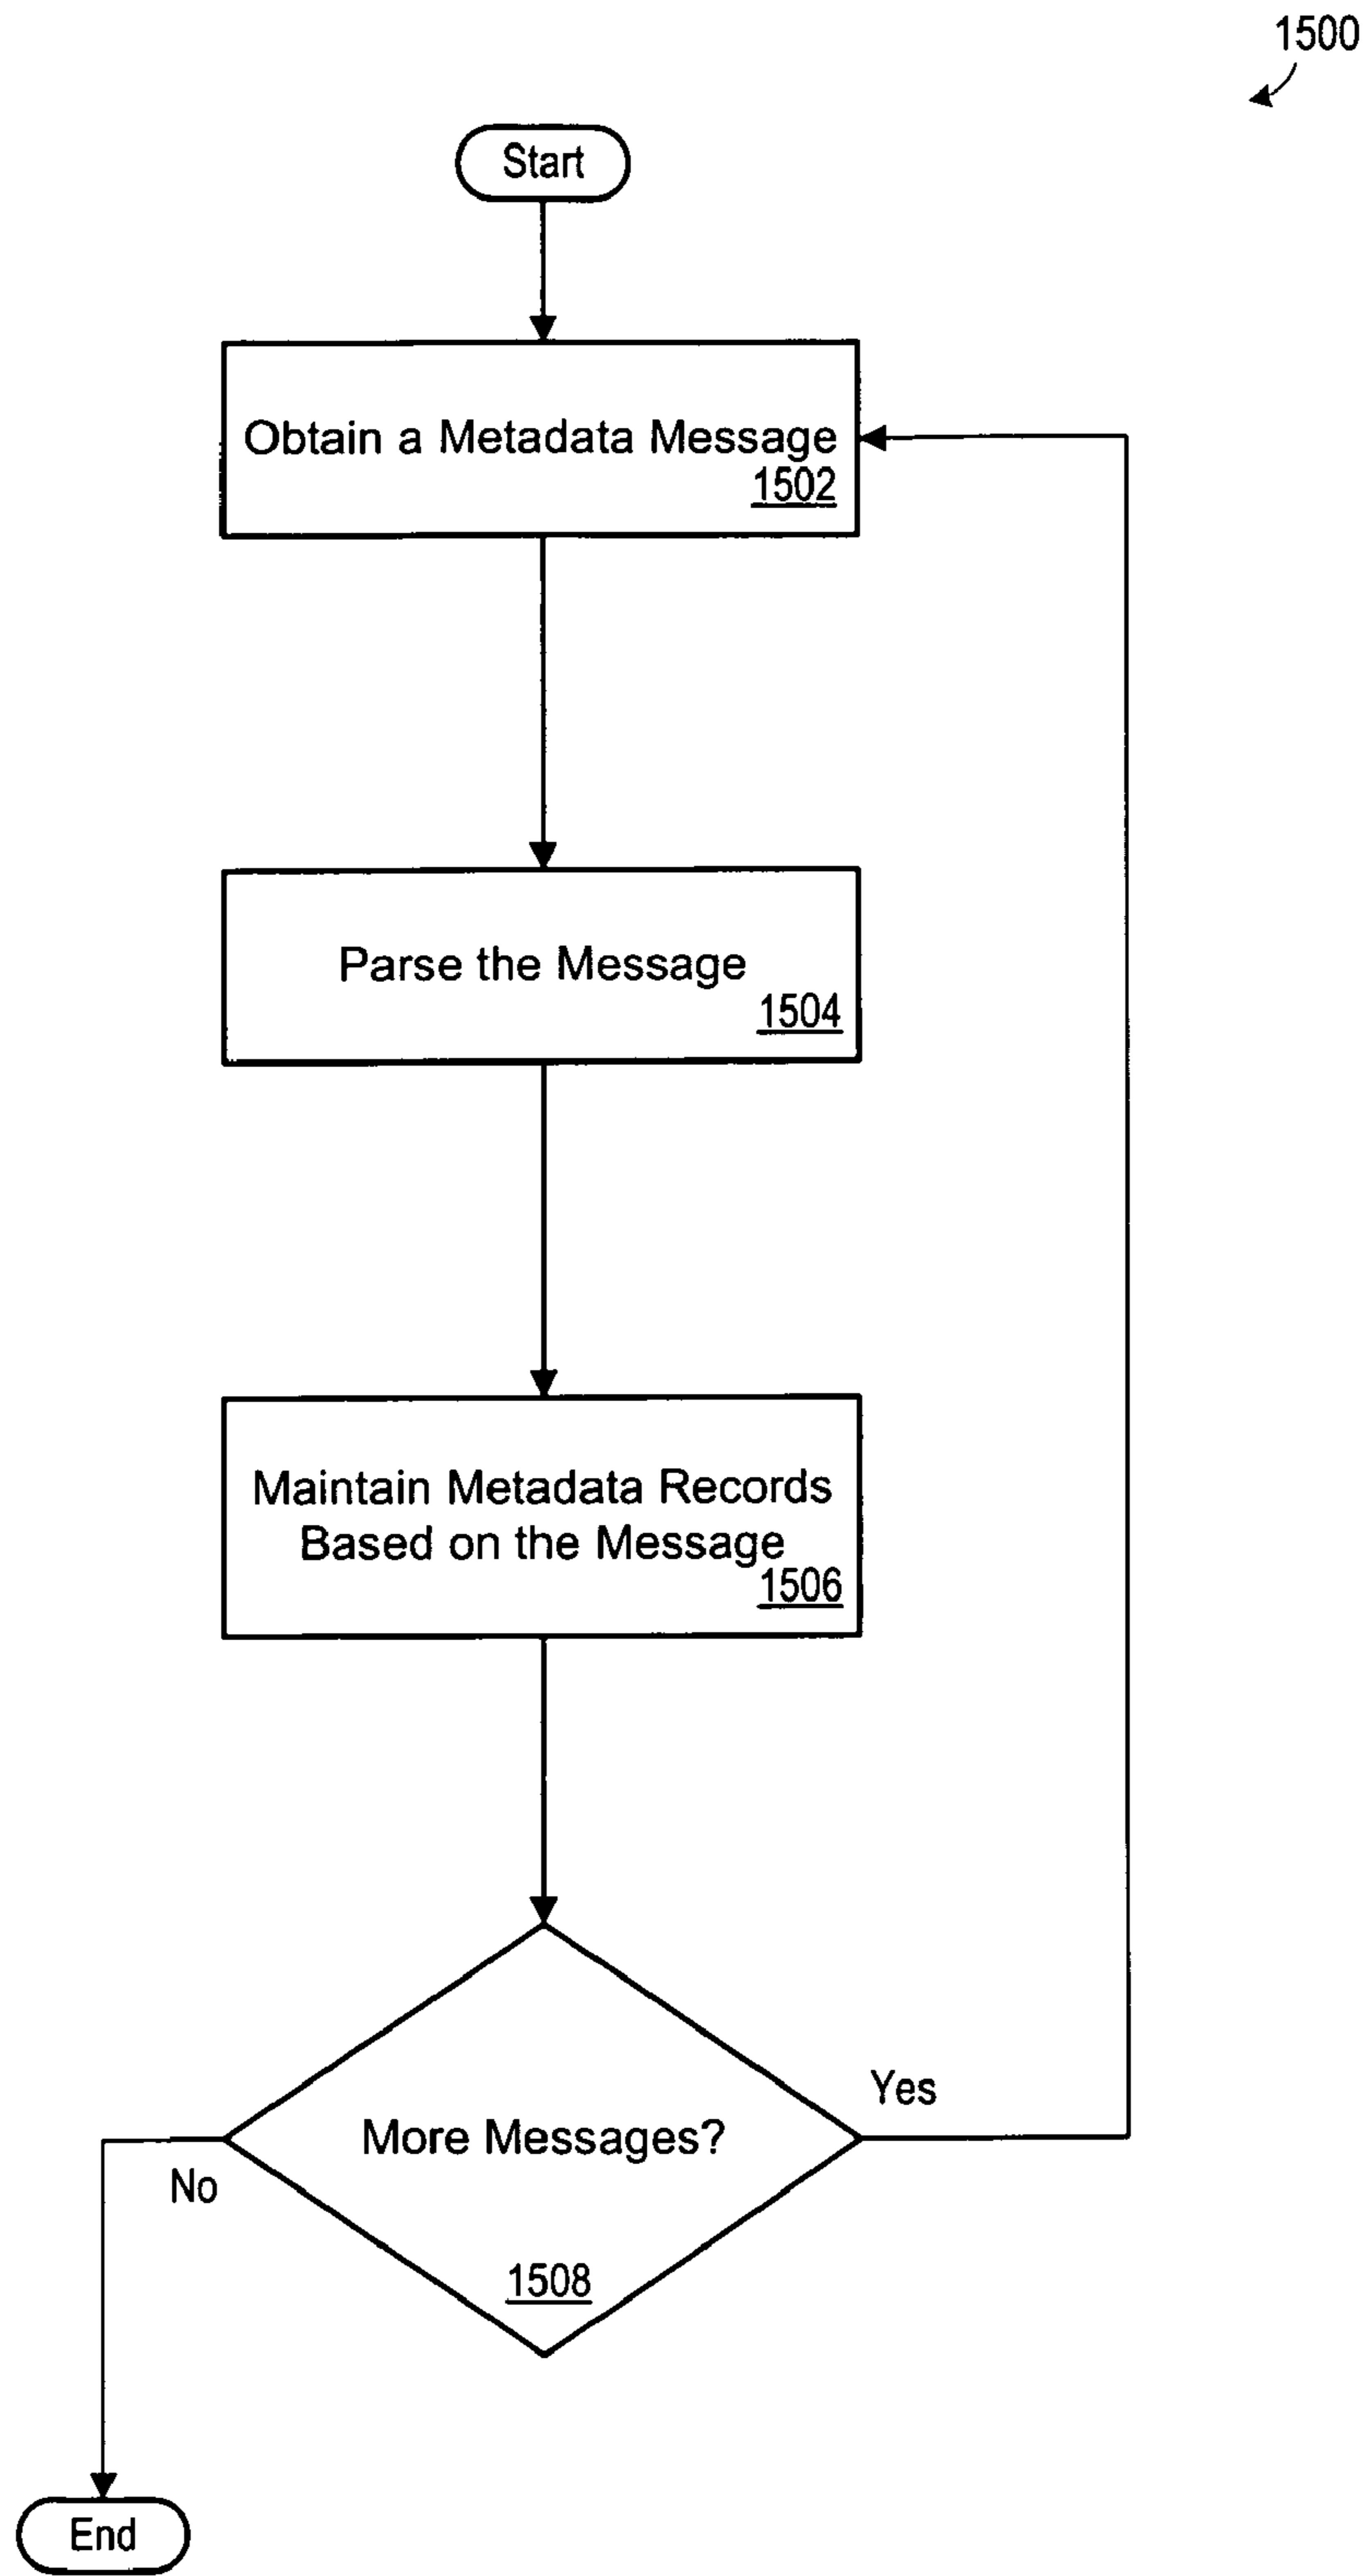 1500
Start
Obtain a Metadata Message
1502
Parse the Message
1504
Maintain Metadata Records
Based on the Message
1506
Yes
More Messages?
No
1508
End